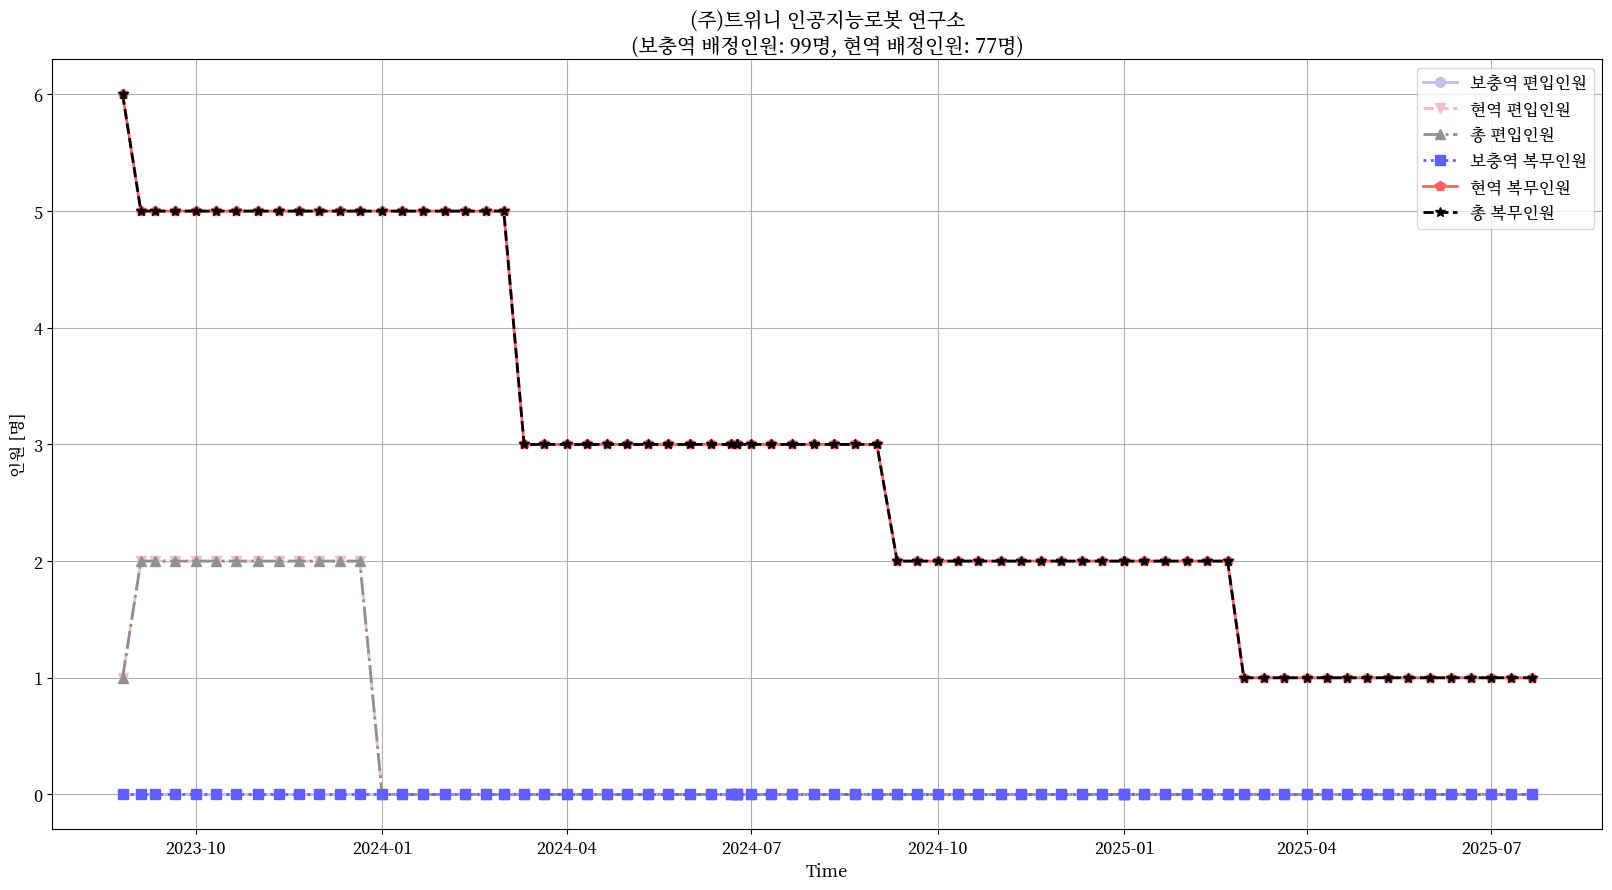 (주)트위니 인공지능로봇 연구소
(보충역 배정인원: 99명, 현역 배정인원: 77명)
보충역 편입인원
현역 편입인원
총 편입인원
보충역 복무인원
현역 복무인원
총 복무인원
인원 [명]
6
5
4
3
2
1
0
2023-10
2024-01
2024-04
2024-07
2024-10
2025-01
2025-04
2025-07
Time